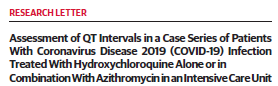 RESEARCH LETTER
Assessment of QT Intervals in a Case Series of Patients
With Coronavirus Disease 2019 (COVID-19) Infection
Treated With Hydroxychloroquine Alone or in
Combination With Azithromycin in an Intensive Care Unit